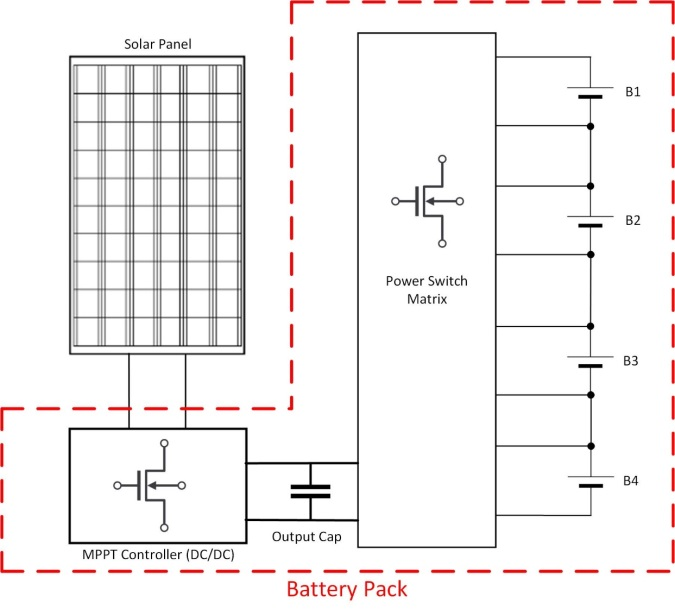 Solar Panel
B1
B2
Power Switch
Matrix
B3
B4
Output Cap
MPPT Controller (DC/DC)
Battery Pack